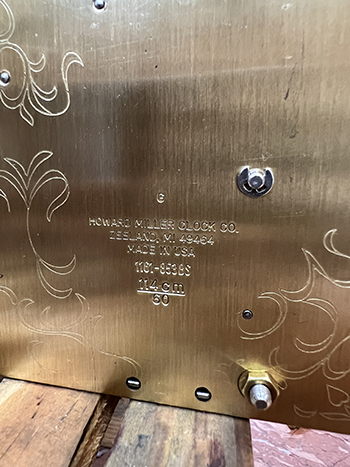 G
HOWARD MILLER CLOCK CO.
ZEELAND, MI 49464
MADE IN USA
1161-853GS
114 cm
60